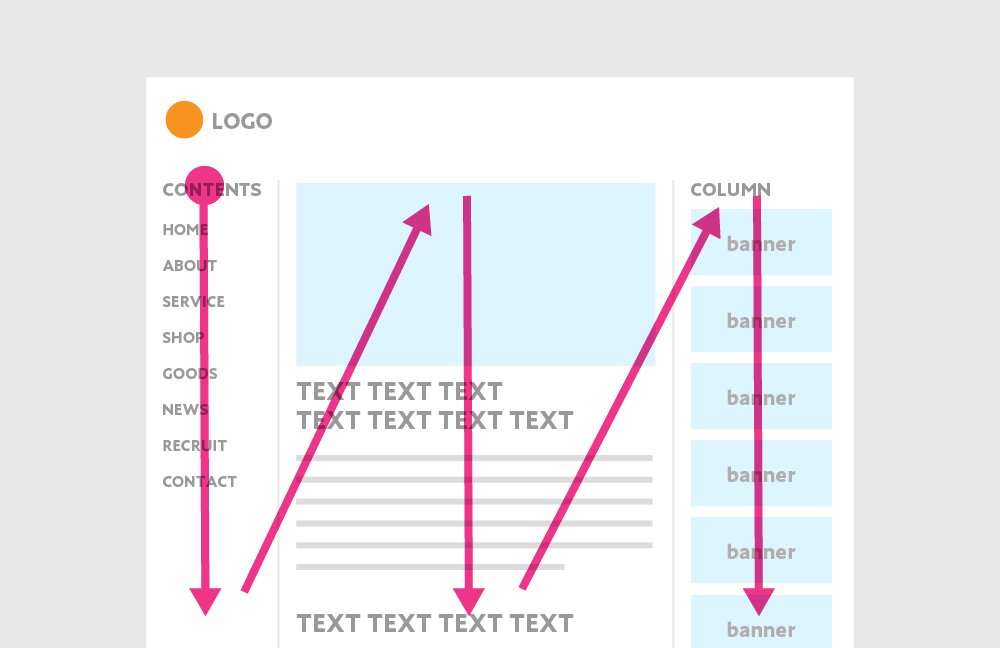 LOGO
CONTENTS
HOME
ABOUT
SERVICE
SHOP
GOODS
NEWS
RECRUIT
CONTACT
TEXT TEXT TEXT
TEXT TEXT TEXT TEXT
TEXT TEXT TEXT TEXT
COLUMN
banner
banner
banner
banner
banner
banner